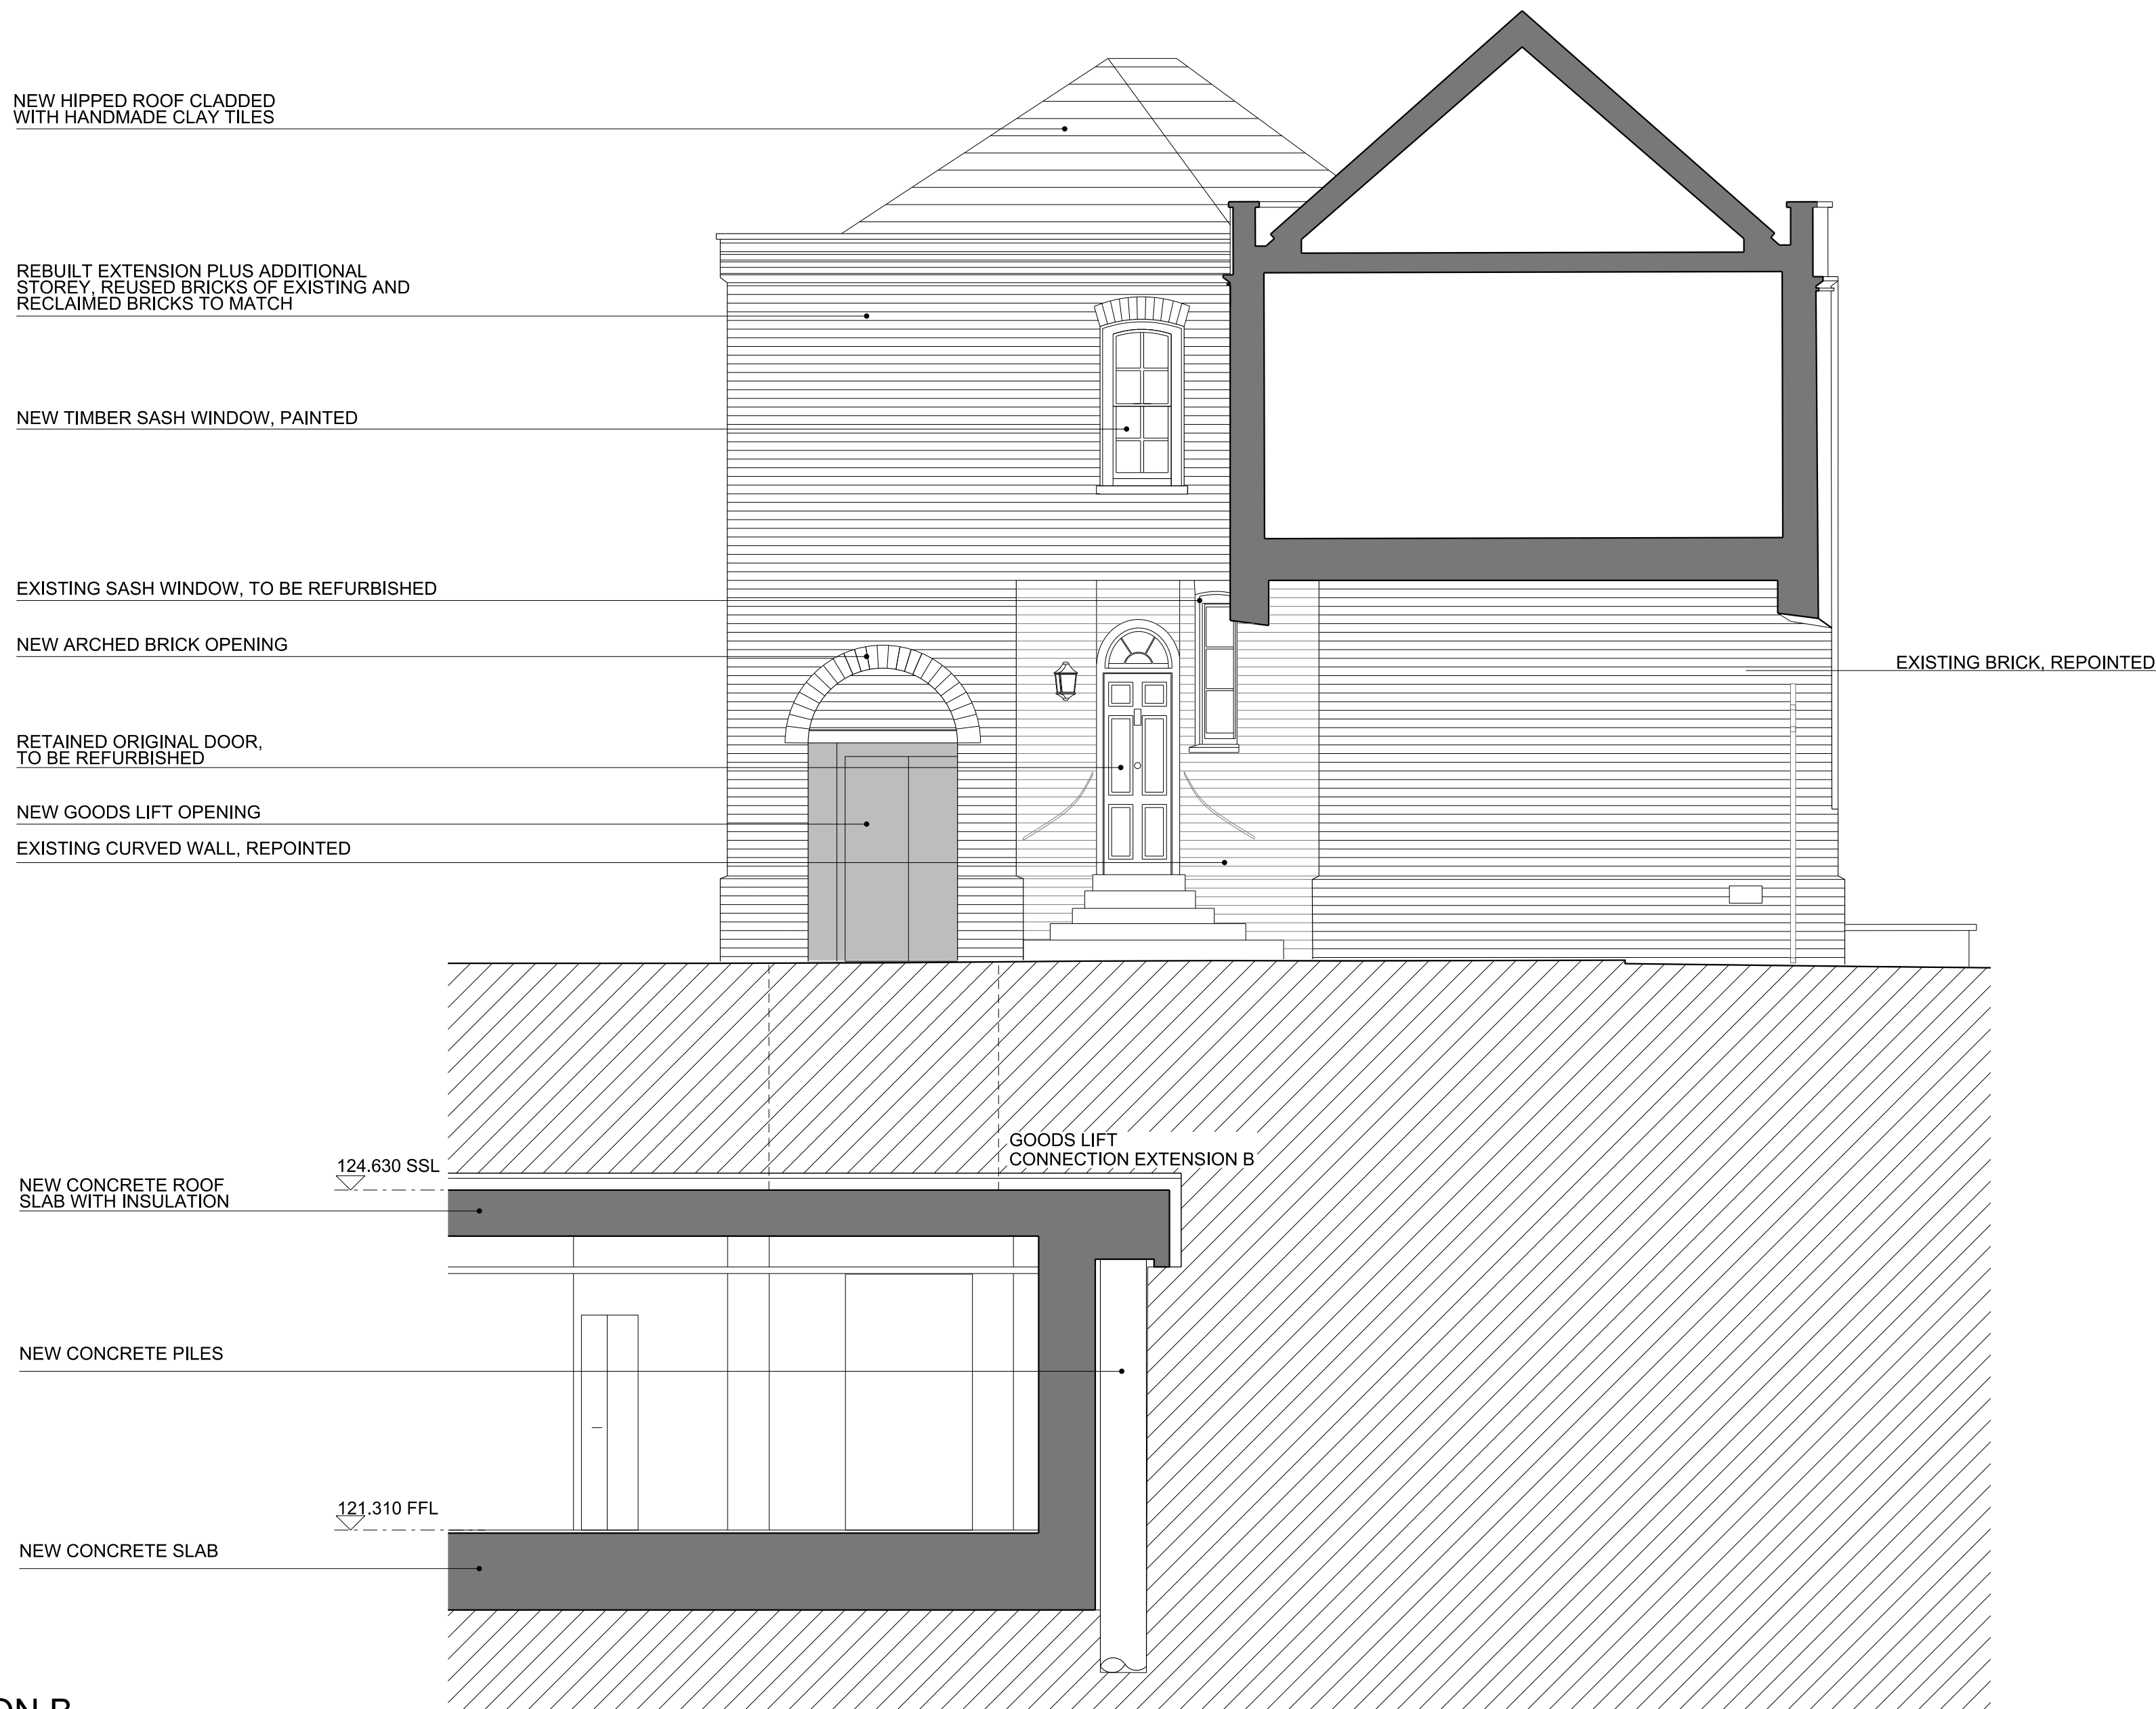 NEW HIPPED ROOF CLADDED
WITH HANDMADE CLAY TILES
REBUILT EXTENSION PLUS ADDITIONAL
STOREY, REUSED BRICKS OF EXISTING AND
RECLAIMED BRICKS TO MATCH
NEW TIMBER SASH WINDOW, PAINTED
EXISTING SASH WINDOW, TO BE REFURBISHED
NEW ARCHED BRICK OPENING
EXISTING BRICK, REPOINTED
RETAINED ORIGINAL DOOR,
TO BE REFURBISHED
NEW GOODS LIFT OPENING
EXISTING CURVED WALL, REPOINTED
GOODS LIFT
CONNECTION EXTENSION B
124.630 SSL
NEW CONCRETE ROOF
SLAB WITH INSULATION
NEW CONCRETE PILES
121.310 FFL
NEW CONCRETE SLAB